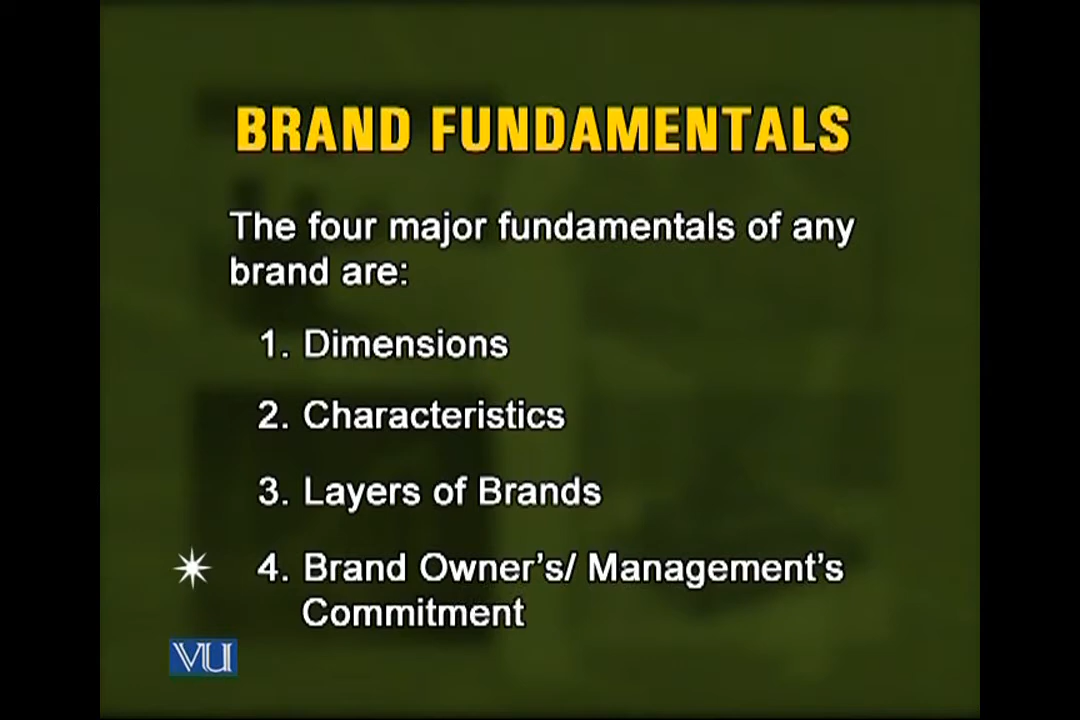 BRAND FUNDAMENTALS
The four major fundamentals of any
brand are:
1. Dimensions
2. Characteristics
3. Layers of Brands
4. Brand Owner’s/ Management’s
Commitment
VU